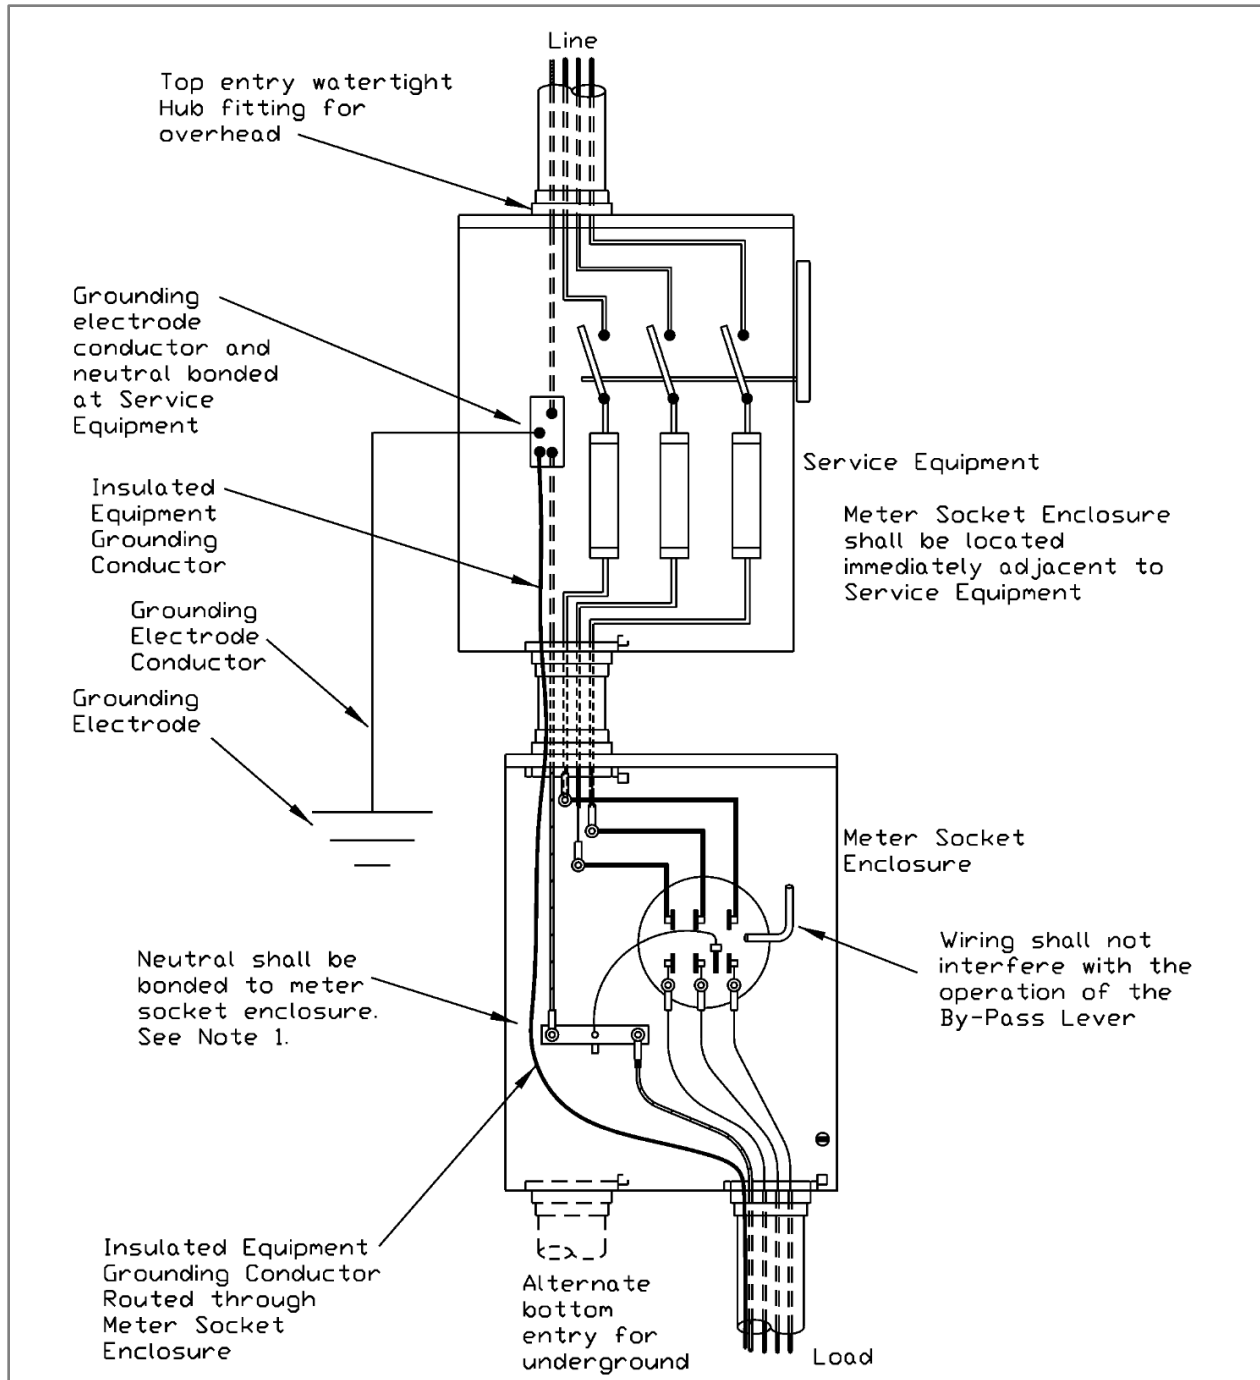 Line
Top entry watertight
Hub fitting for
overhead
Grounding
electrode
conductor and
neutral bonded
at Service
Equipment
Service Equipment
Insulated
Equipment
Grounding
Conductor
Meter Socket Enclosure
shall be located
immediately adjacent to
Service Equipment
Grounding
Electrode
Conductor
Grounding
Electrode
Meter Socket
Enclosure
Neutral shall be
bonded to meter
socket enclosure.
See Note 1.
Wiring shall not
interfere with the
operation of the
By-Pass Lever
Insulated Equipment
Grounding Conductor
Routed through
Meter Socket
Enclosure
Alternate
bottom
entry for
underground
Load